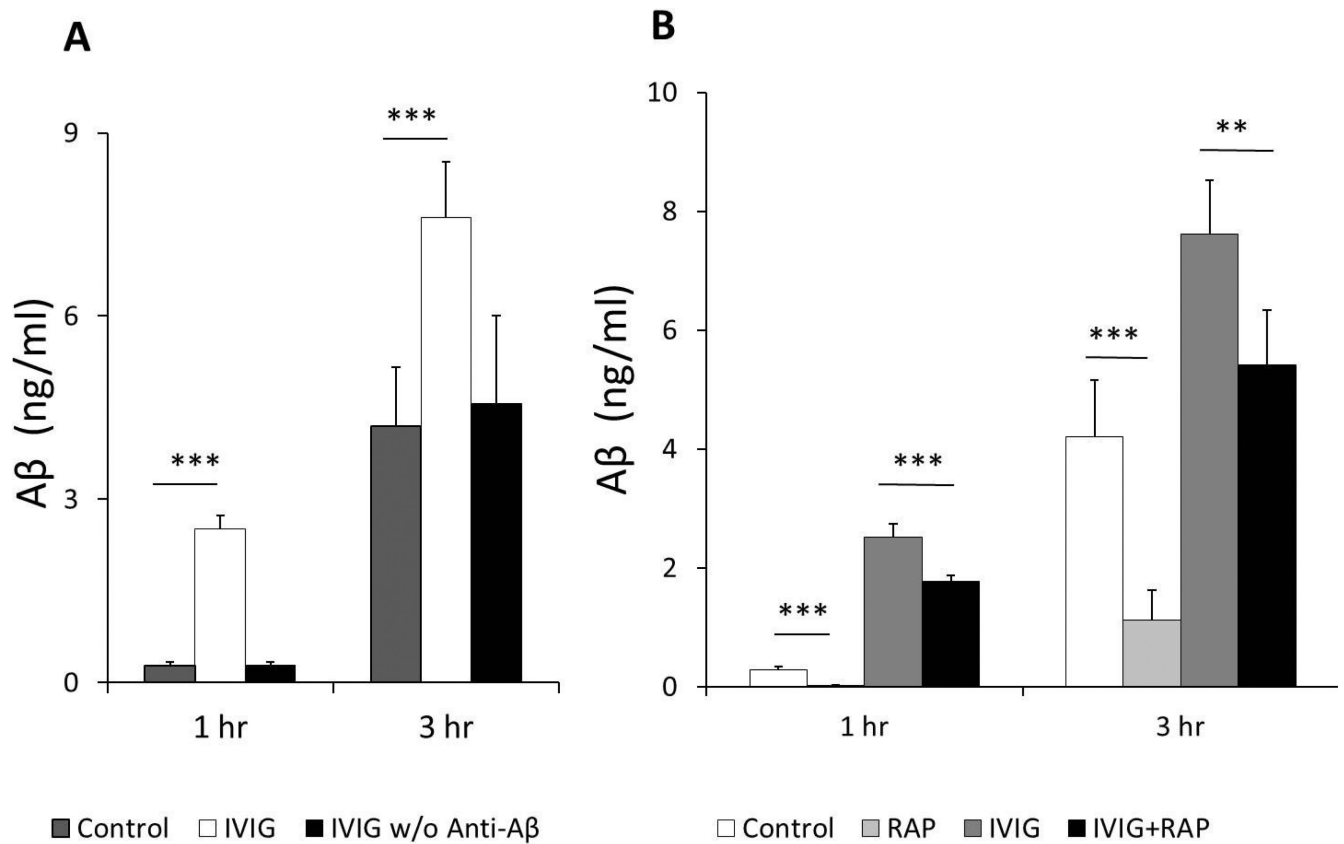 A
Aβ (ng/ml)
9
6
3
0
***
***
1 hr
3 hr
Control
IVIG
IVIG w/o Anti-Aβ
B
Aβ (ng/ml)
10
8
6
4
2
0
***
***
***
**
1 hr
3 hr
Control
RAP
IVIG
IVIG+RAP